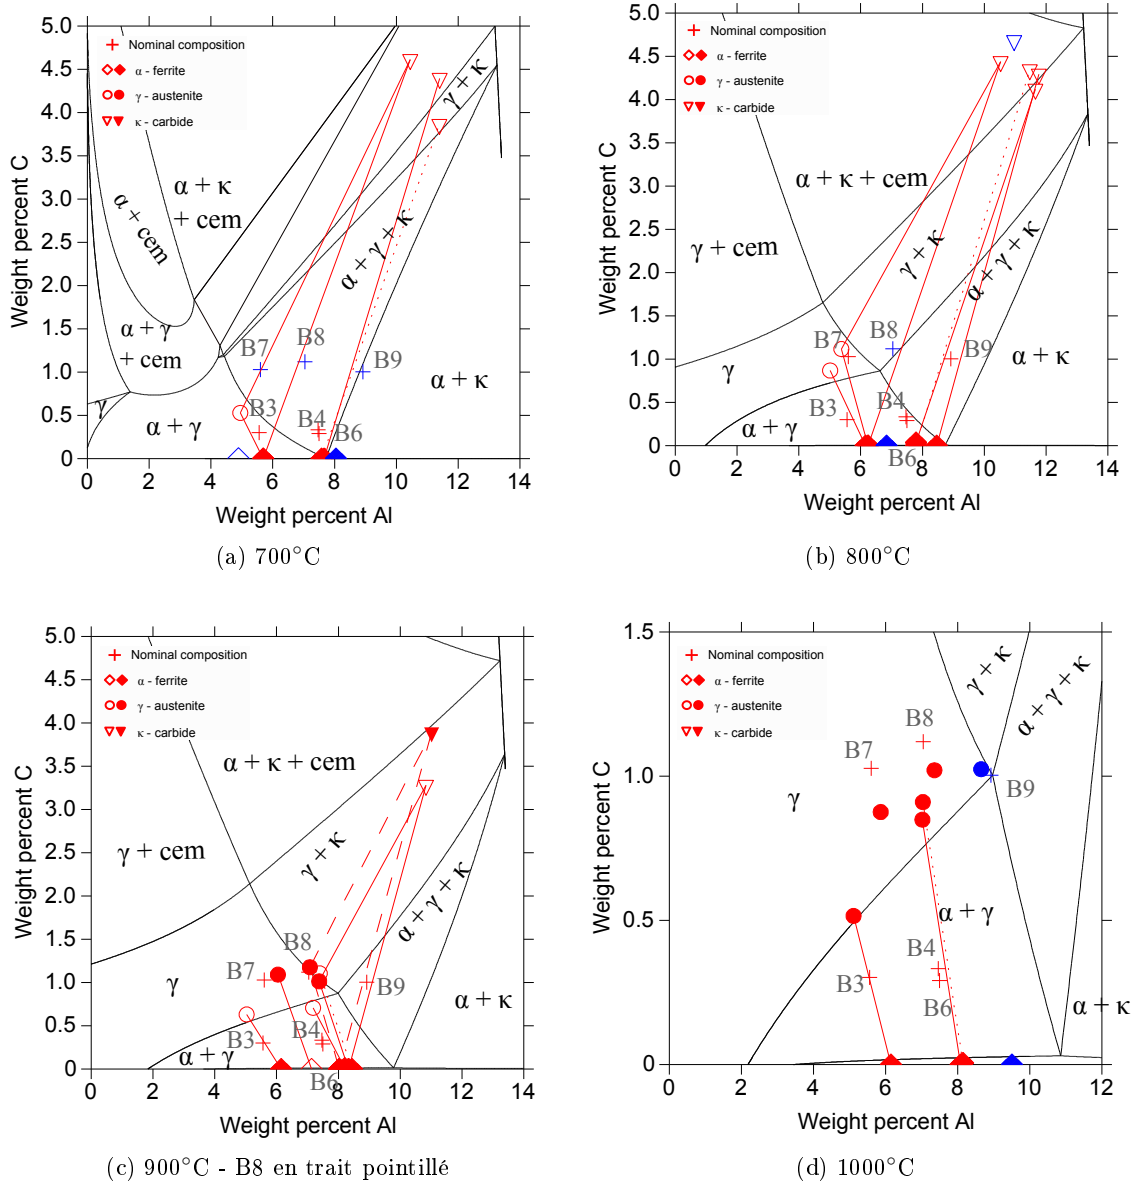 5.0
4.5
4.0
3.5
3.0
2.5
2.0
1.5
1.0
0.5
0
Weight percent C
Nominal composition
α - ferrite
γ - austenite
κ - carbide
α + κ
+ cem
α + cem
α + γ
+ cem
γ
α + γ
γ + κ
α + γ + κ
α + κ
B7
B8
B9
B3
B4
B6
0 2 4 6 8 10 12 14
Weight percent Al
(a) 700°C
5.0
4.5
4.0
3.5
3.0
2.5
2.0
1.5
1.0
0.5
0
Weight percent C
Nominal composition
α - ferrite
γ - austenite
κ - carbide
α + κ + cem
γ + cem
γ + κ
α + γ + κ
γ
α + γ
α + κ
B7
B8
B9
B3
B4
B6
0 2 4 6 8 10 12 14
Weight percent Al
(b) 800°C
5.0
4.5
4.0
3.5
3.0
2.5
2.0
1.5
1.0
0.5
0
Weight percent C
Nominal composition
α - ferrite
γ - austenite
κ - carbide
α + κ + cem
γ + cem
γ + κ
α + γ + κ
γ
α + γ
α + κ
B8
B7
B9
B3
B4
B6
0 2 4 6 8 10 12 14
Weight percent Al
(c) 900°C - B8 en trait pointillé
1.5
1.0
0.5
0
Weight percent C
Nominal composition
α - ferrite
γ - austenite
κ - carbide
γ + κ
α + γ + κ
γ
α + γ
α + κ
B8
B7
B9
B4
B3
B6
0 2 4 6 8 10 12
Weight percent Al
(d) 1000°C